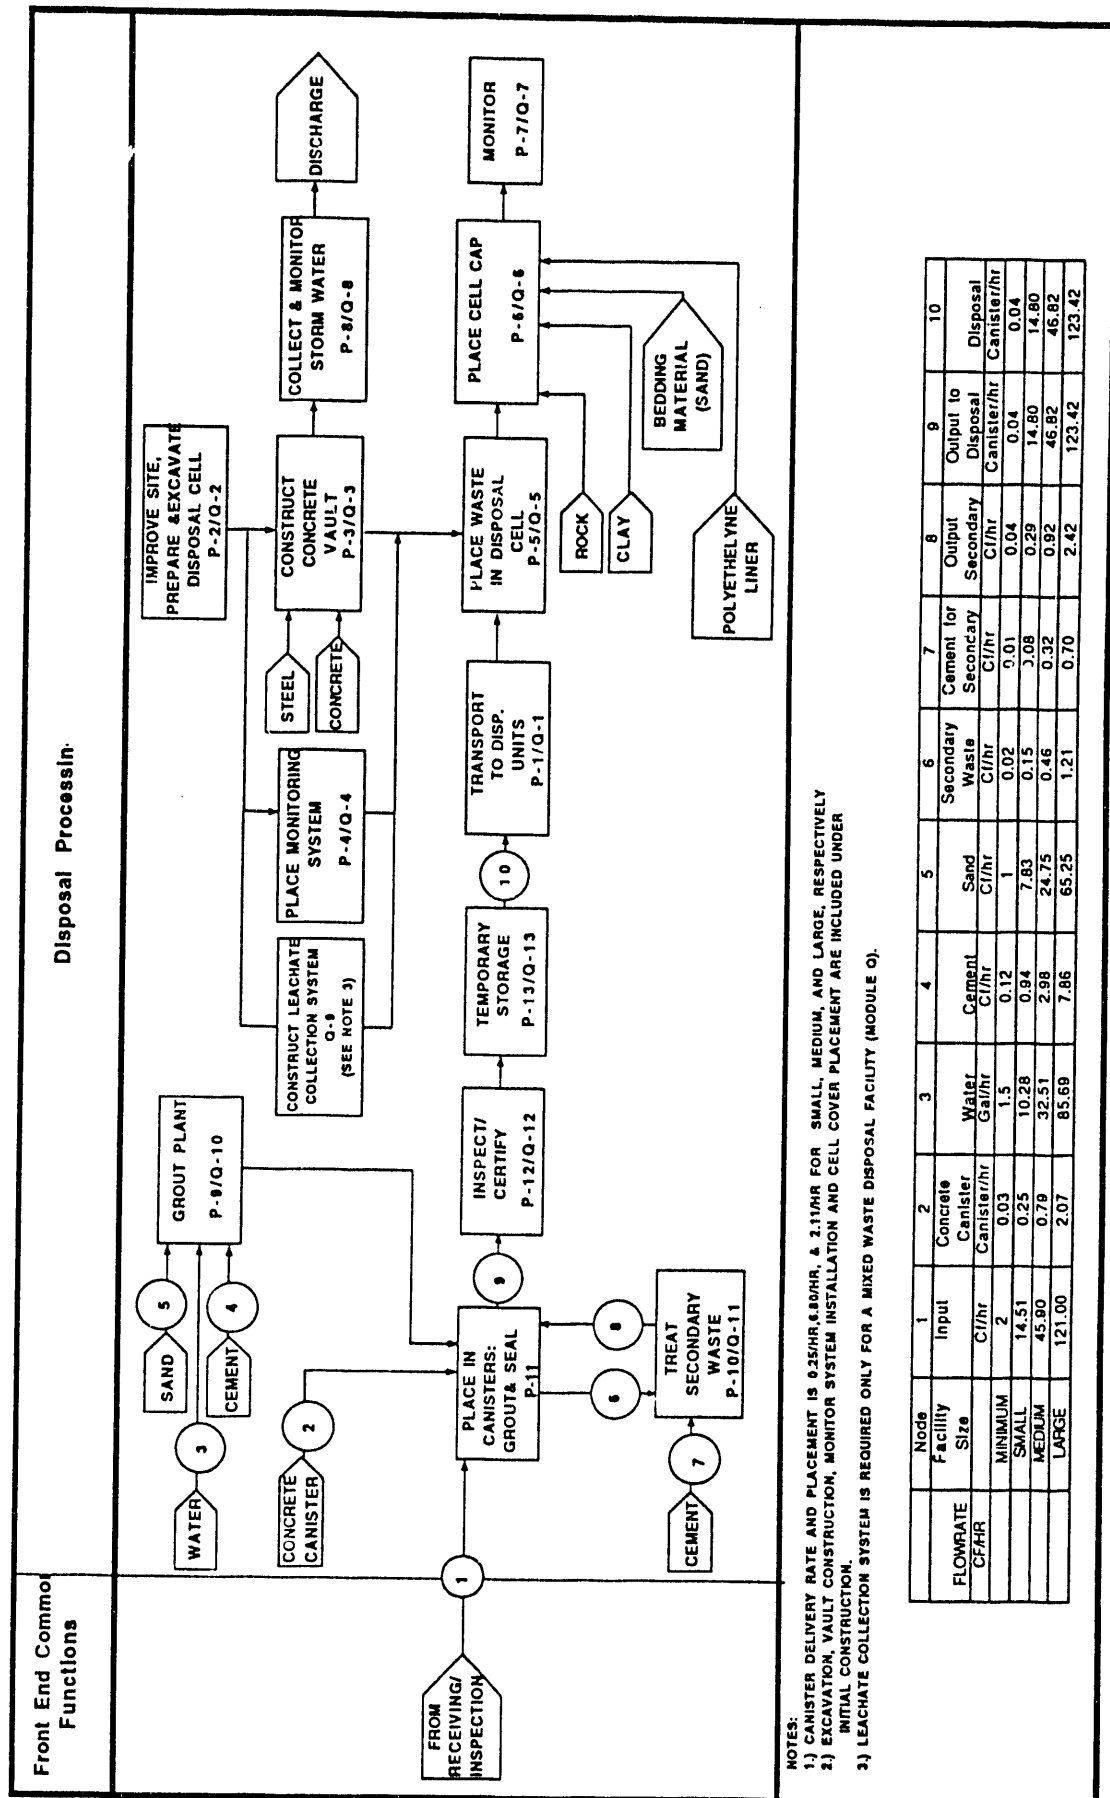 Front End Commo
Functions
Disposal Processin
FROM
RECEIVING/
INSPECTION
1
WATER
3
SAND
5
CEMENT
4
GROUT PLANT
P-9/Q-10
CONCRETE
CANISTER
2
PLACE IN
CANISTERS:
GROUT& SEAL
P-11
6
8
CEMENT
7
TREAT
SECONDARY
WASTE
P-10/Q-11
9
INSPECT/
CERTIFY
P-12/Q-12
TEMPORARY
STORAGE
P-13/Q-13
10
TRANSPORT
TO DISP.
UNITS
P-1/Q-1
CONSTRUCT LEACHATE
COLLECTION SYSTEM
Q-9
(SEE NOTE 3)
PLACE MONITORING
SYSTEM
P-4/Q-4
STEEL
CONCRETE
IMPROVE SITE,
PREPARE &EXCAVATE
DISPOSAL CELL
P-2/Q-2
CONSTRUCT
CONCRETE
VAULT
P-3/Q-3
COLLECT & MONITOR
STORM WATER
P-8/Q-8
DISCHARGE
PLACE WASTE
IN DISPOSAL
CELL
P-5/Q-5
PLACE CELL CAP
P-6/Q-6
MONITOR
P-7/Q-7
ROCK
CLAY
BEDDING
MATERIAL
(SAND)
POLYETHELYNE
LINER
NOTES:
1.) CANISTER DELIVERY RATE AND PLACEMENT IS 0.25/HR,6.80/HR, & 2.11/HR FOR SMALL, MEDIUM, AND LARGE, RESPECTIVELY
2.) EXCAVATION, VAULT CONSTRUCTION, MONITOR SYSTEM INSTALLATION AND CELL COVER PLACEMENT ARE INCLUDED UNDER
INITIAL CONSTRUCTION.
3.) LEACHATE COLLECTION SYSTEM IS REQUIRED ONLY FOR A MIXED WASTE DISPOSAL FACILITY (MODULE Q).
Node 1 2 3 4 5 6 7 8 9 10
Facility Input Concrete Secondary Cement for Output Output to
FLOWRATE Size Canister Water Cement Sand Waste Secondary Secondary Disposal Disposal
CF/HR Cf/hr Canister/hr Gal/hr Cf/hr Cf/hr Cf/hr Cf/hr Cf/hr Canister/hr Canister/hr
MINIMUM 2 0.03 1.5 0.12 1 0.02 0.01 0.04 0.04 0.04
SMALL 14.51 0.25 10.28 0.94 7.83 0.15 0.08 0.29 14.80 14.80
MEDIUM 45.90 0.79 32.51 2.98 24.75 0.46 0.32 0.92 46.82 46.82
LARGE 121.00 2.07 85.69 7.86 65.25 1.21 0.70 2.42 123.42 123.42